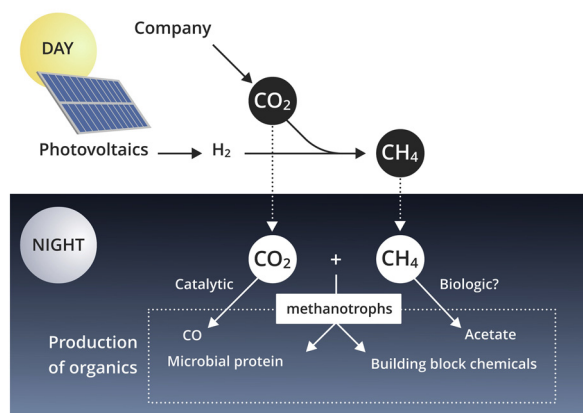 Company
DAY
CO₂
Photovoltaics
H₂
CH₄
NIGHT
CO₂
+
CH₄
Catalytic
Biologic?
methanotrophs
CO
Acetate
Production
of organics
Microbial protein
Building block chemicals